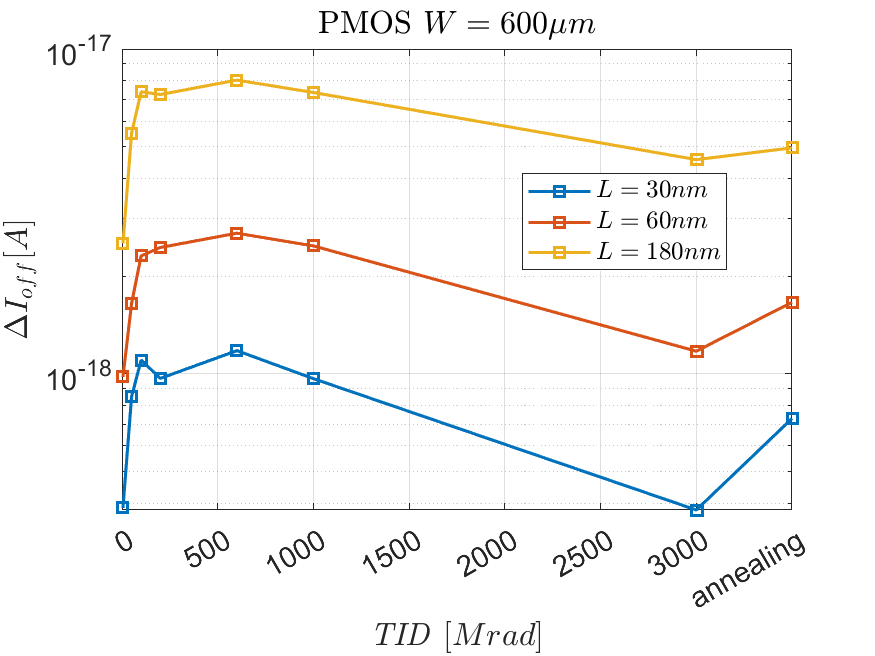 PMOS W = 600μm
10^-17
10^-18
ΔI_off[A]
L = 30nm
L = 60nm
L = 180nm
0
500
1000
1500
2000
2500
3000
annealing
TID [Mrad]